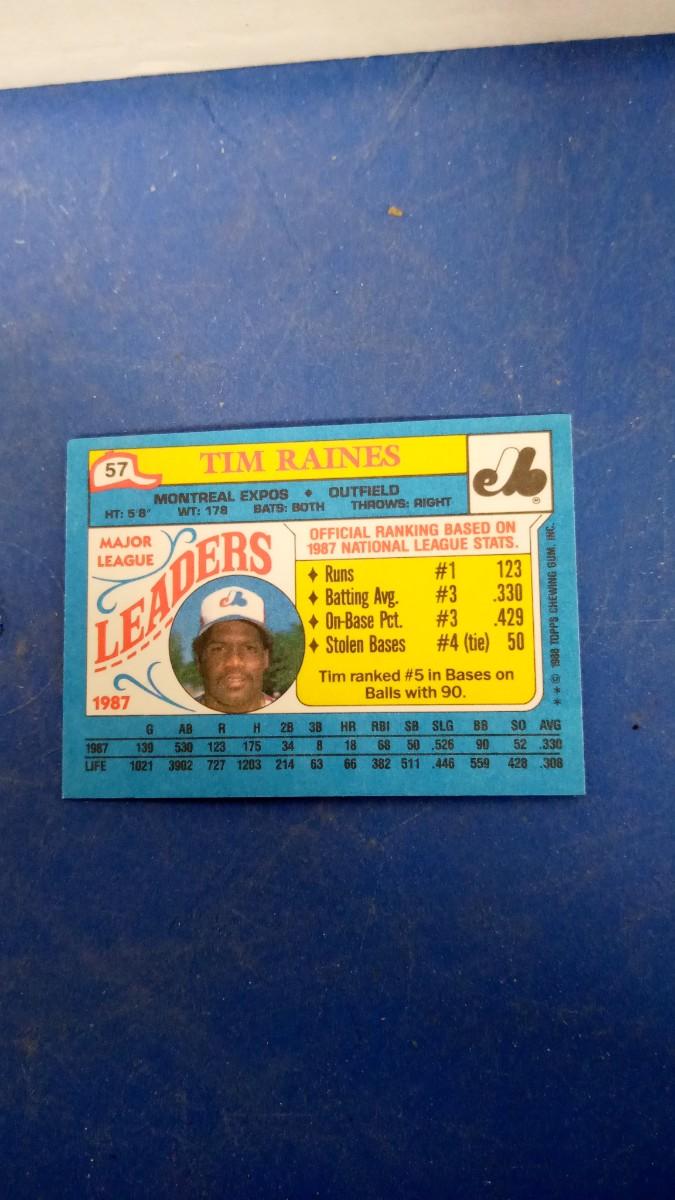 57 TIM RAINES
MONTREAL EXPOS ♦ OUTFIELD
HT: 5'8" WT: 178 BATS: BOTH THROWS: RIGHT
eb
®
MAJOR
LEAGUE
LEADERS
1987
OFFICIAL RANKING BASED ON
1987 NATIONAL LEAGUE STATS.
♦ Runs #1 123
♦ Batting Avg. #3 .330
♦ On-Base Pct. #3 .429
♦ Stolen Bases #4 (tie) 50
Tim ranked #5 in Bases on
Balls with 90.
* * © 1988 TOPPS CHEWING GUM, INC.
G AB R H 2B 3B HR RBI SB SLG BB SO AVG
1987 139 530 123 175 34 8 18 68 50 .526 90 52 .330
LIFE 1021 3902 727 1203 214 63 66 382 511 .446 559 428 .308